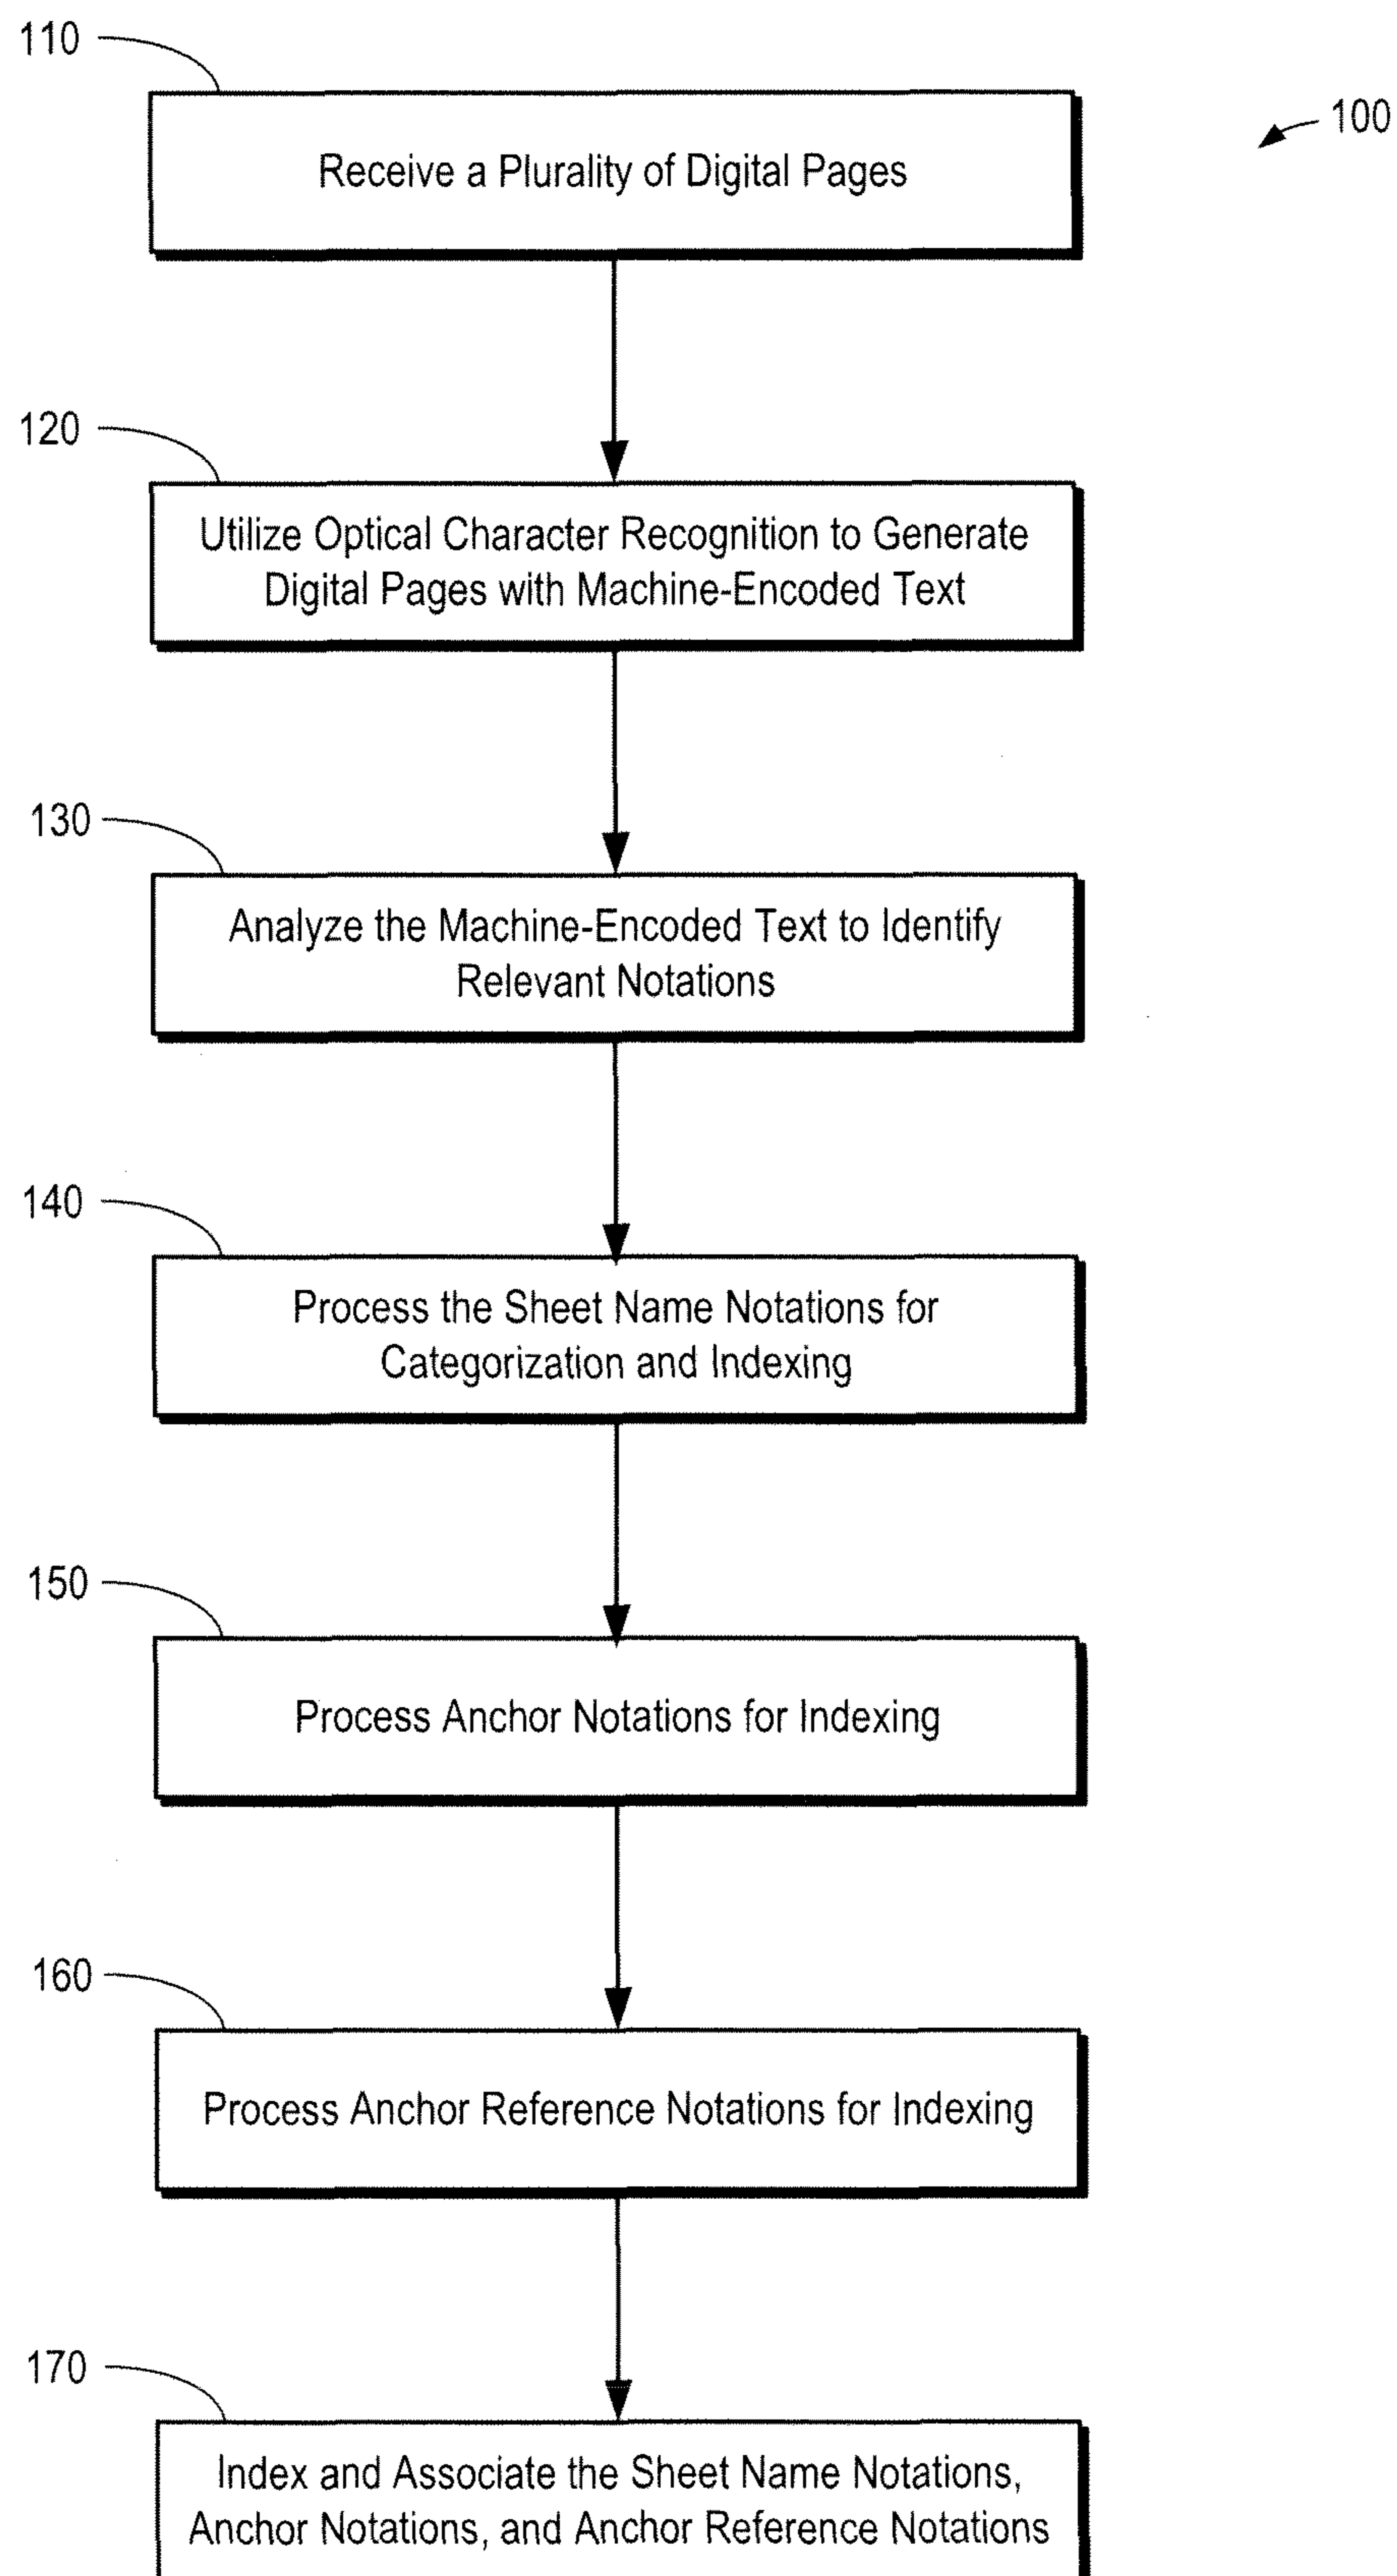 110
100
Receive a Plurality of Digital Pages
120
Utilize Optical Character Recognition to Generate
Digital Pages with Machine-Encoded Text
130
Analyze the Machine-Encoded Text to Identify
Relevant Notations
140
Process the Sheet Name Notations for
Categorization and Indexing
150
Process Anchor Notations for Indexing
160
Process Anchor Reference Notations for Indexing
170
Index and Associate the Sheet Name Notations,
Anchor Notations, and Anchor Reference Notations